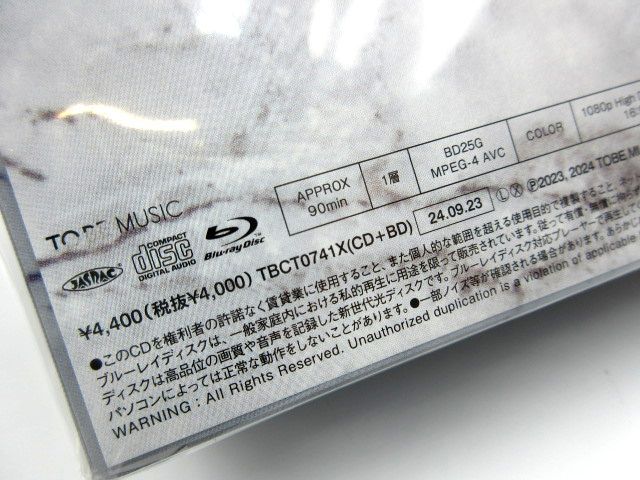 APPROX
90min
1層
BD25G
MPEG-4 AVC
COLOR
1080p High
TOBE MUSIC
JASRAC
COMPACT
disc
DIGITAL AUDIO
Blu-ray Disc
¥4,400(税抜¥4,000) TBCT0741X(CD+BD) 24.09.23 L X ℗2023, 2024 TOBE MU
●このCDを権利者の許諾なく賃貸業に使用すること、また個人的な範囲を超える使用目的で複製すること、
ブルーレイディスクは、一般家庭内における私的再生に用途を限って販売されています。従って有償・無償に
ディスクは高品位の画質や音声を記録した新世代光ディスクです。ブルーレイディスク対応プレーヤーで再生し
パソコンによっては正常な動作をしないことがあります。●一部ノイズ等が確認される場合が
WARNING : All Rights Reserved. Unauthorized duplication is a violation of applicable